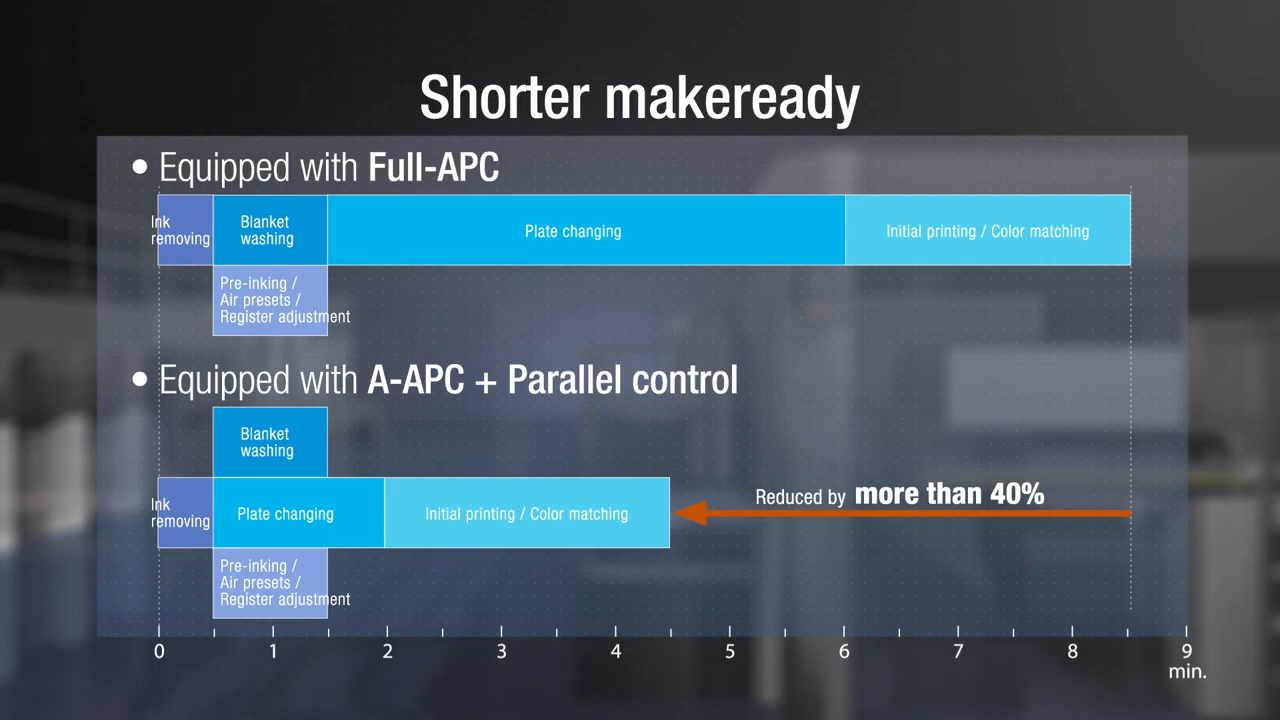 Shorter makeready
• Equipped with Full-APC
Ink
removing
Blanket
washing
Plate changing
Initial printing / Color matching
Pre-inking /
Air presets /
Register adjustment
• Equipped with A-APC + Parallel control
Blanket
washing
Ink
removing
Plate changing
Initial printing / Color matching
Reduced by more than 40%
Pre-inking /
Air presets /
Register adjustment
0 1 2 3 4 5 6 7 8 9
min.